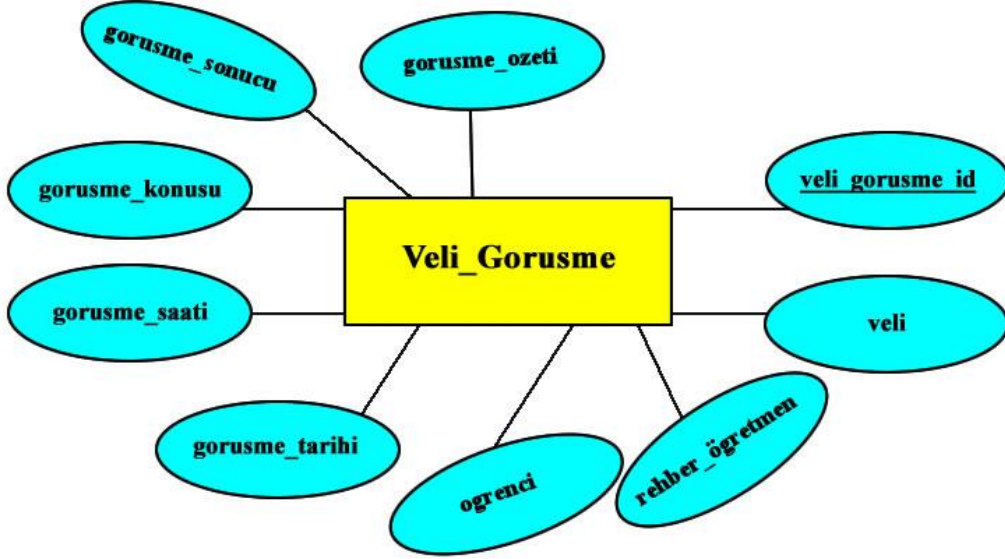 gorusme_sonucu
gorusme_ozeti
gorusme_konusu
veli_gorusme_id
Veli_Gorusme
gorusme_saati
veli
gorusme_tarihi
ogrenci
rehber_ögretmen